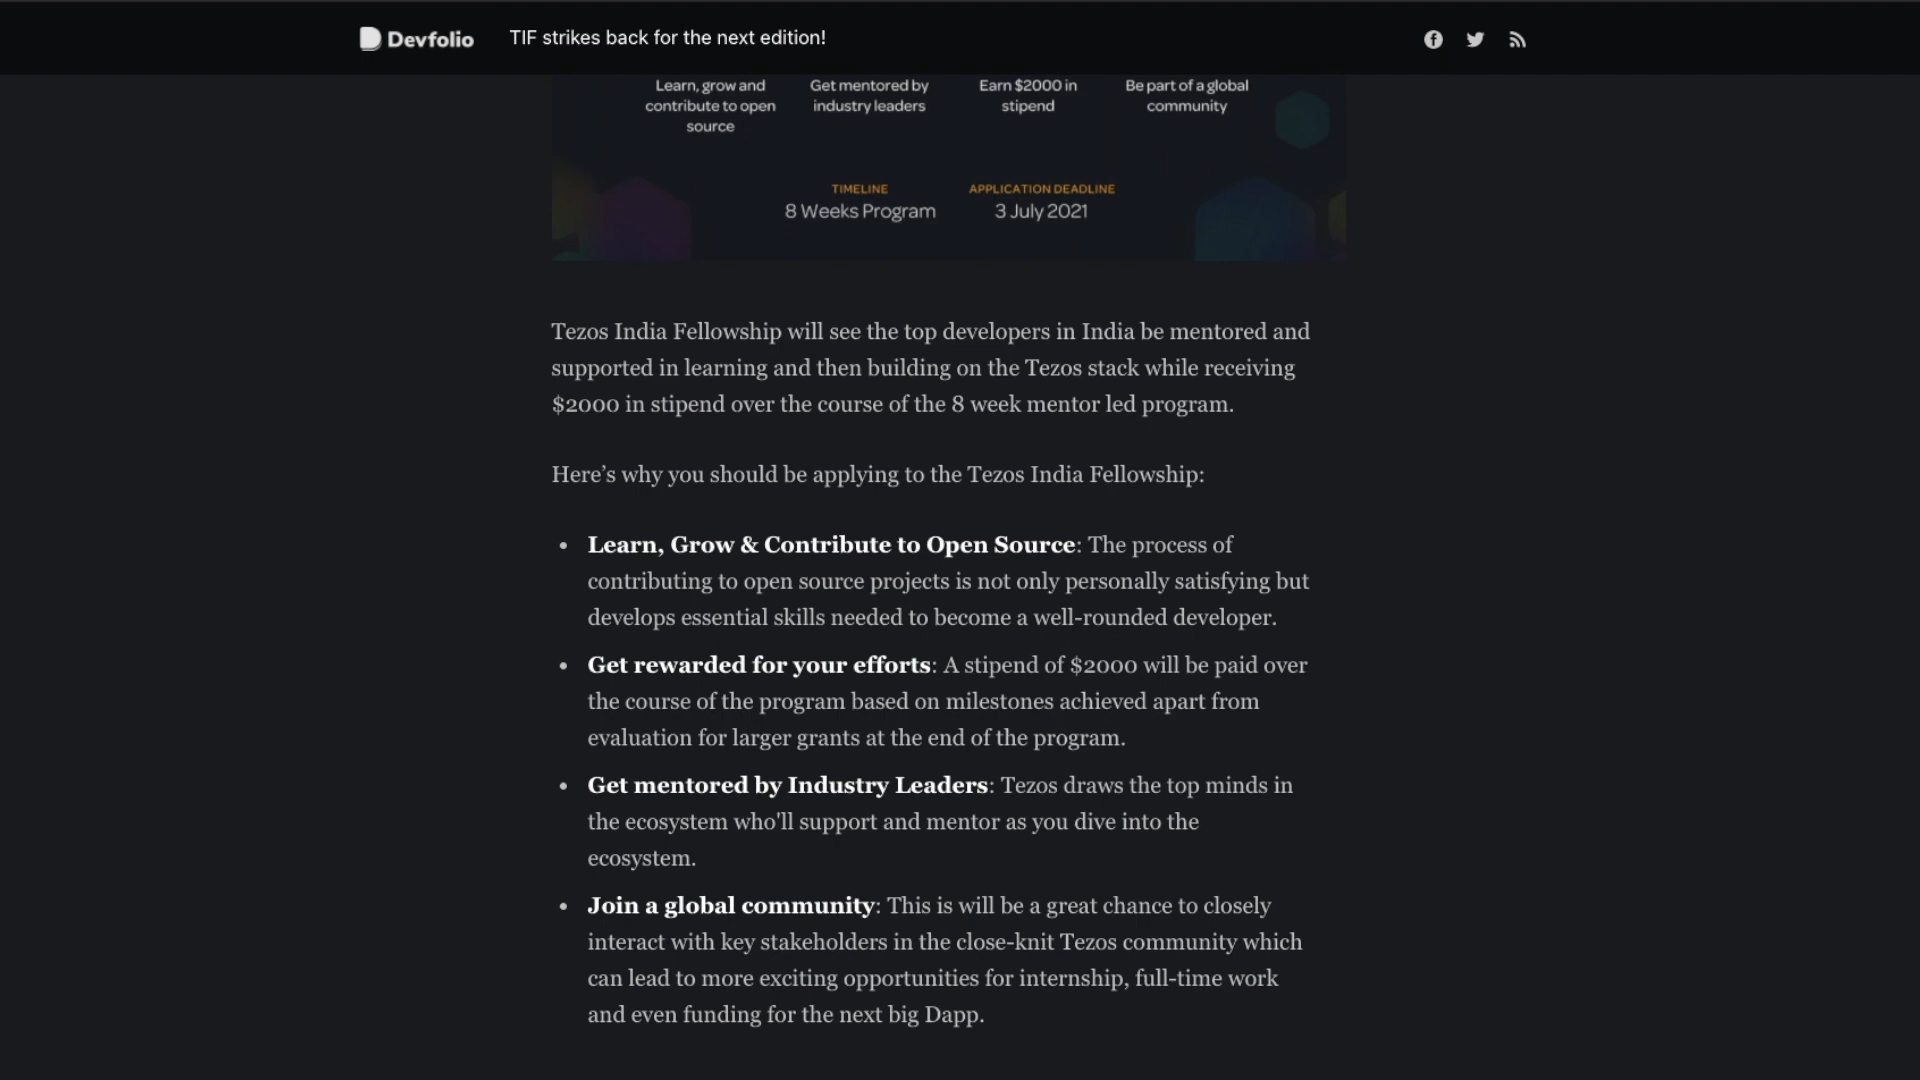 Devfolio TIF strikes back for the next edition!
Learn, grow and
contribute to open
source
Get mentored by
industry leaders
Earn $2000 in
stipend
Be part of a global
community
TIMELINE
8 Weeks Program
APPLICATION DEADLINE
3 July 2021
Tezos India Fellowship will see the top developers in India be mentored and
supported in learning and then building on the Tezos stack while receiving
$2000 in stipend over the course of the 8 week mentor led program.
Here’s why you should be applying to the Tezos India Fellowship:
• Learn, Grow & Contribute to Open Source: The process of
contributing to open source projects is not only personally satisfying but
develops essential skills needed to become a well-rounded developer.
• Get rewarded for your efforts: A stipend of $2000 will be paid over
the course of the program based on milestones achieved apart from
evaluation for larger grants at the end of the program.
• Get mentored by Industry Leaders: Tezos draws the top minds in
the ecosystem who'll support and mentor as you dive into the
ecosystem.
• Join a global community: This is will be a great chance to closely
interact with key stakeholders in the close-knit Tezos community which
can lead to more exciting opportunities for internship, full-time work
and even funding for the next big Dapp.